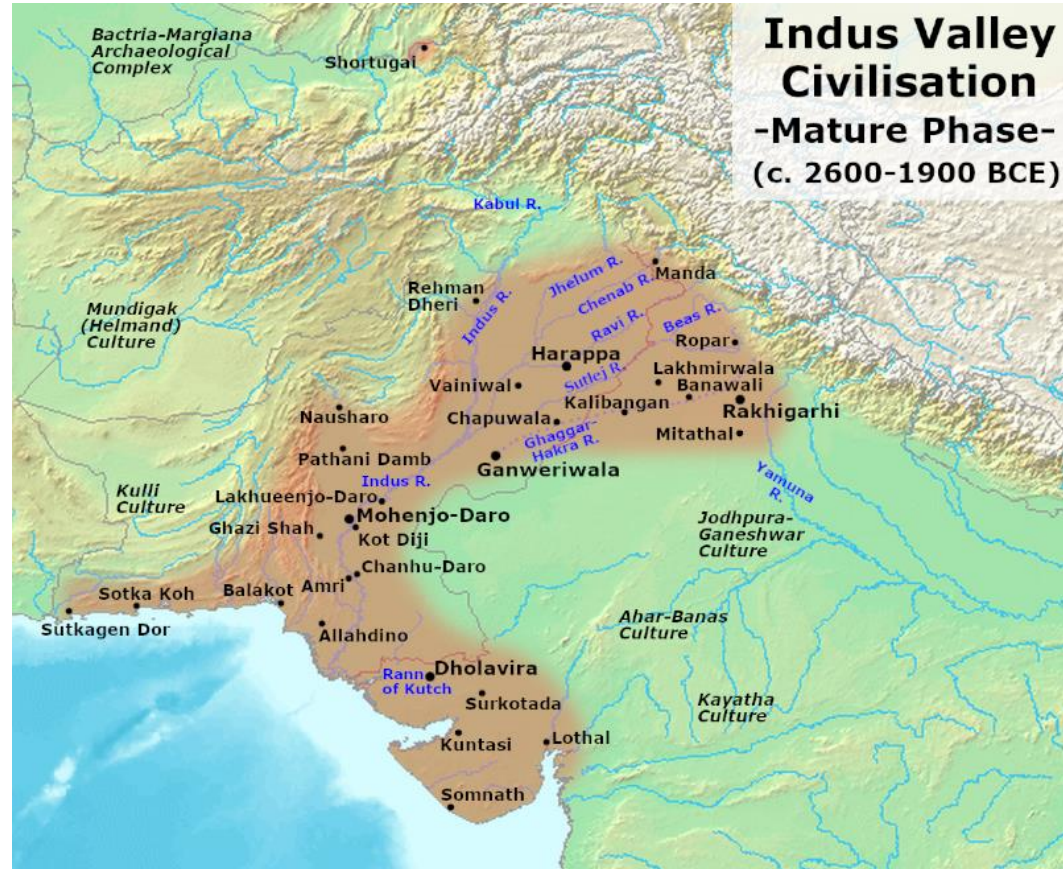 Indus Valley
Civilisation
-Mature Phase-
(c. 2600-1900 BCE)
Bactria-Margiana
Archaeological
Complex
Shortugai
Kabul R.
Mundigak
(Helmand)
Culture
Rehman
Dheri
Indus R.
Jhelum R.
Chenab R.
Ravi R.
Beas R.
Manda
Ropar
Harappa
Sutlej R.
Lakhmirwala
Banawali
Vainiwal
Kalibangan
Rakhigarhi
Nausharo
Chapuwala
Ghaggar-
Hakra R.
Mitathal
Pathani Damb
Ganweriwala
Yamuna
R.
Kulli
Culture
Indus R.
Lakhueenjo-Daro
Mohenjo-Daro
Ghazi Shah
Kot Diji
Jodhpura-
Ganeshwar
Culture
Chanhu-Daro
Amri
Balakot
Sotka Koh
Sutkagen Dor
Allahdino
Ahar-Banas
Culture
Dholavira
Rann
of Kutch
Surkotada
Kayatha
Culture
Kuntasi
Lothal
Somnath